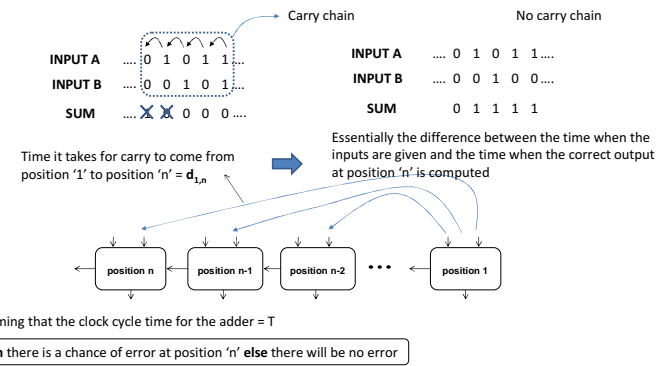 Carry chain
No carry chain
INPUT A .... 0 1 0 1 1....
INPUT B .... 0 0 1 0 1....
SUM .... 1 0 0 0 0 ....
INPUT A .... 0 1 0 1 1....
INPUT B .... 0 0 1 0 0....
SUM 0 1 1 1 1
Time it takes for carry to come from
position ‘1’ to position ‘n’ = d1,n
Essentially the difference between the time when the
inputs are given and the time when the correct output
at position ‘n’ is computed
position n
position n-1
position n-2
•••
position 1
that the clock cycle time for the adder = T
there is a chance of error at position ‘n’ else there will be no error